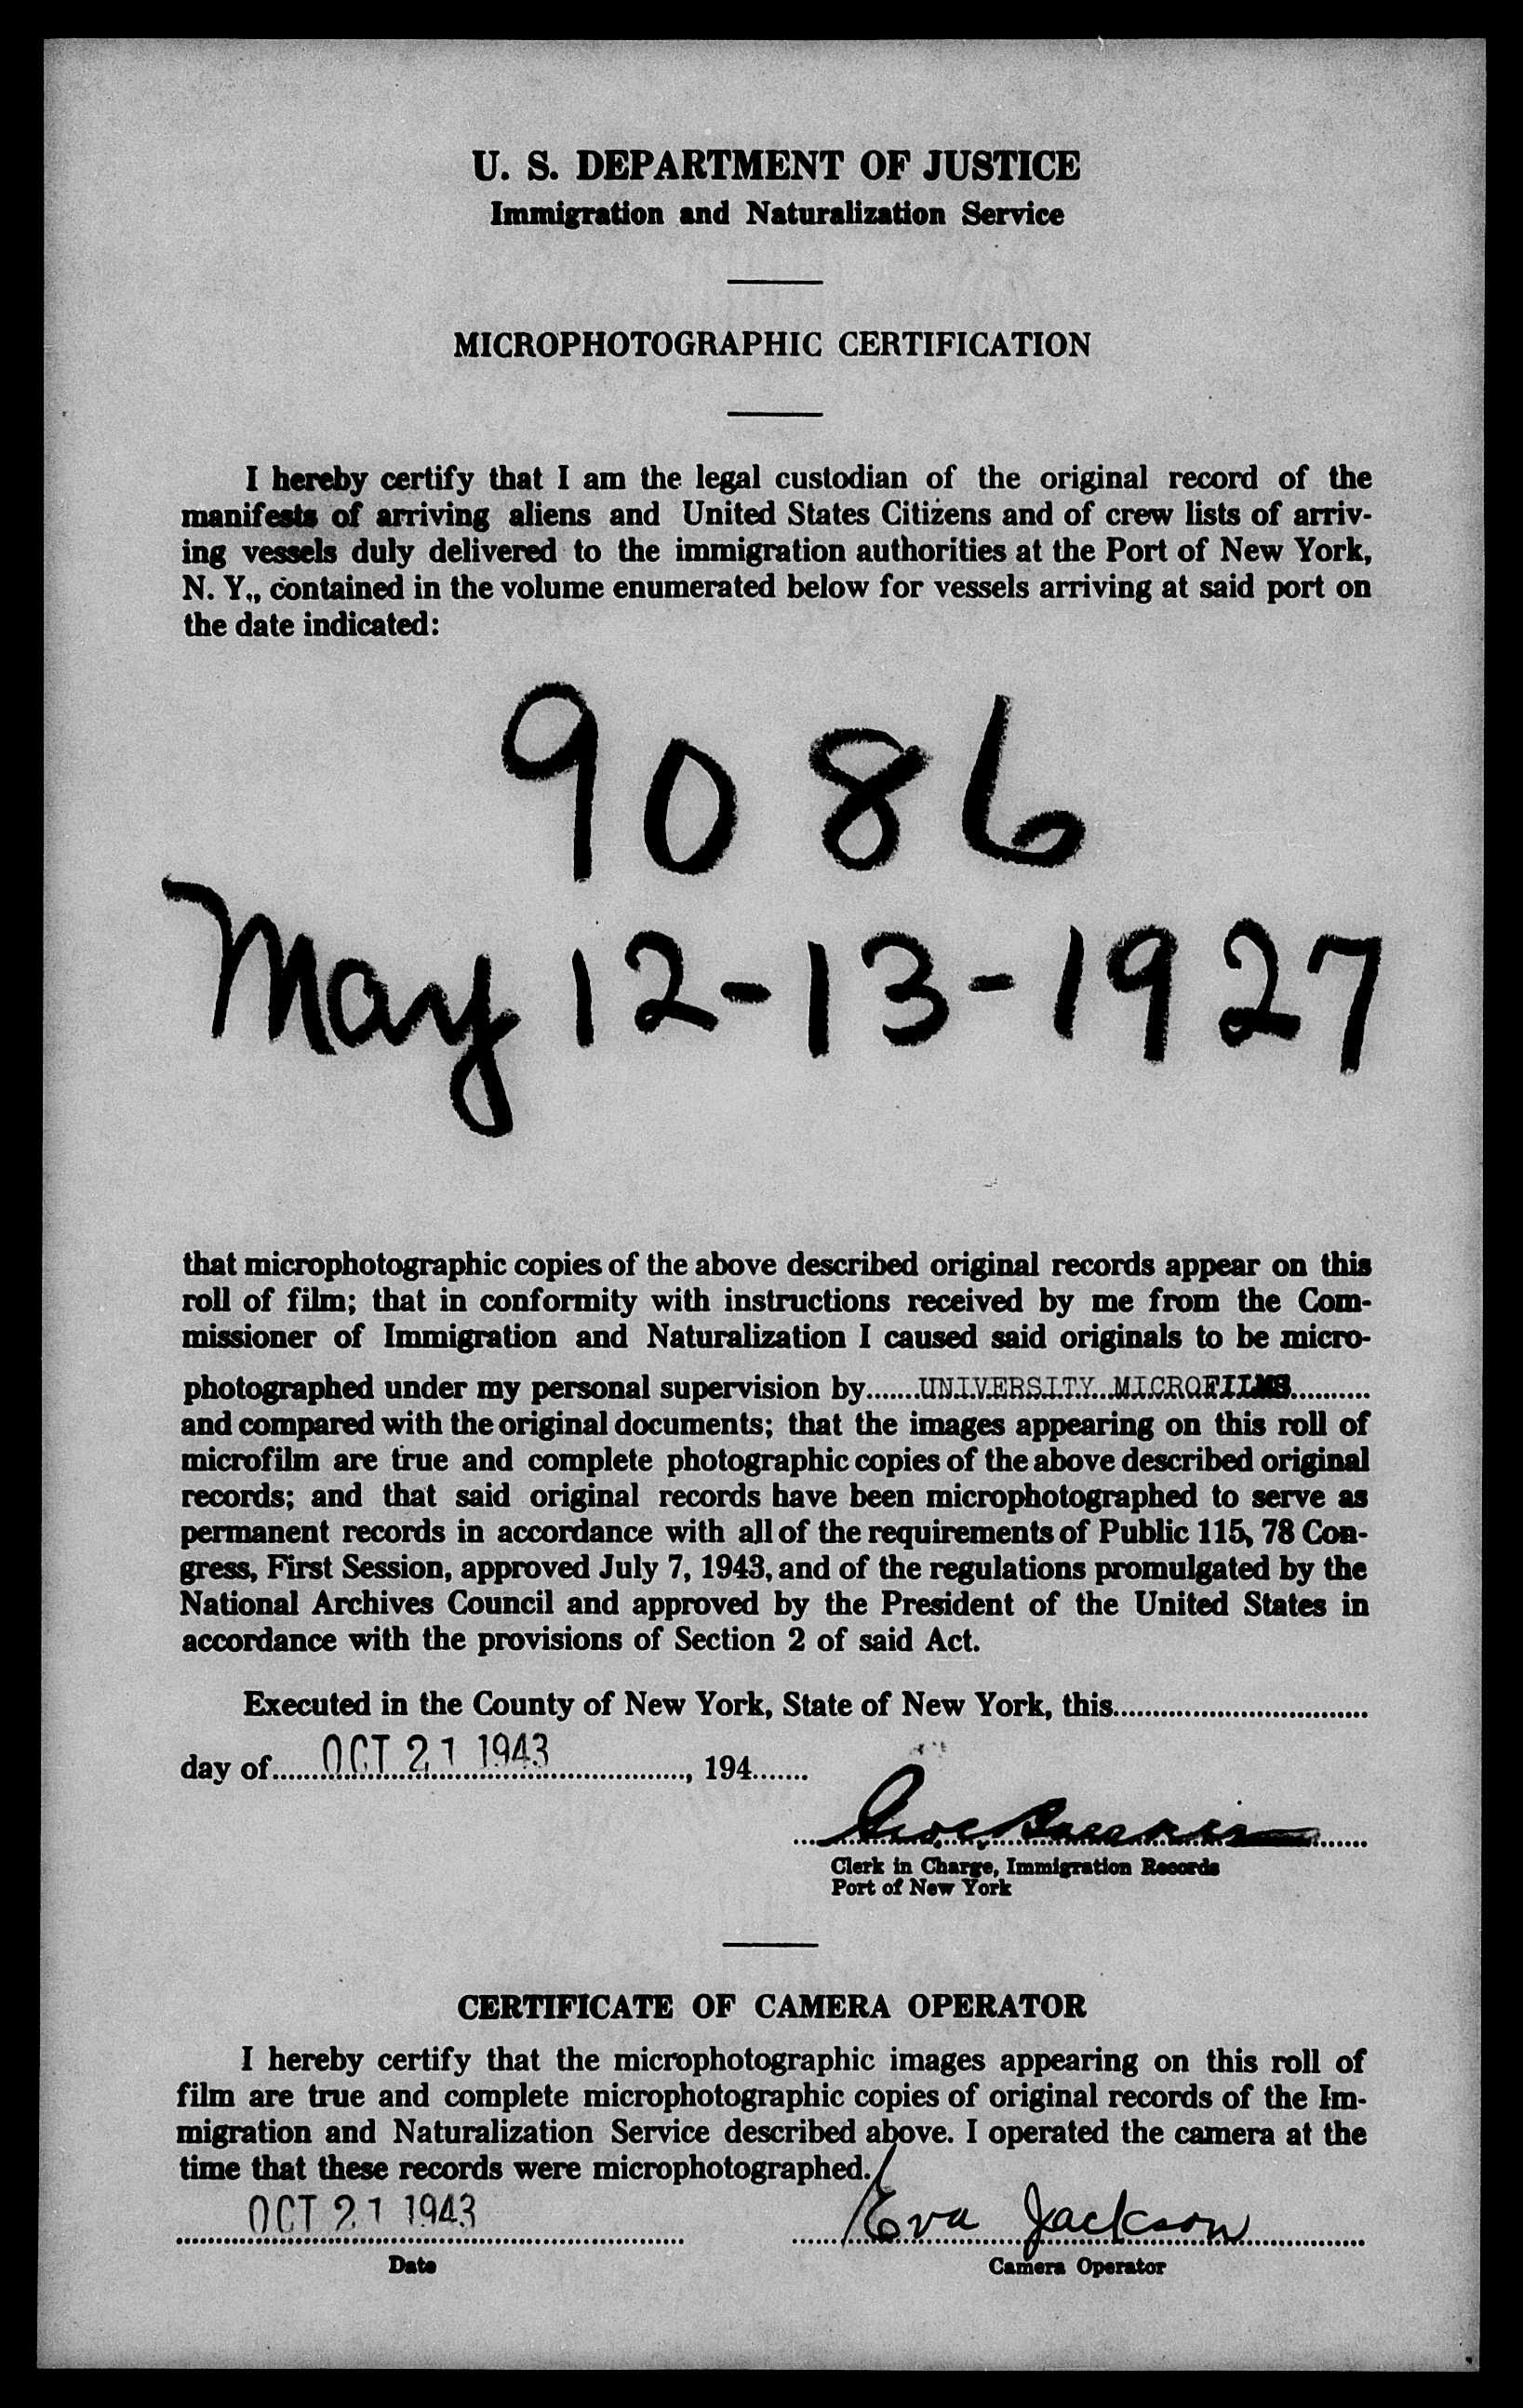 U. S. DEPARTMENT OF JUSTICE
Immigration and Naturalization Service
MICROPHOTOGRAPHIC CERTIFICATION
I hereby certify that I am the legal custodian of the original record of the
manifests of arriving aliens and United States Citizens and of crew lists of arriv-
ing vessels duly delivered to the immigration authorities at the Port of New York,
N. Y., contained in the volume enumerated below for vessels arriving at said port on
the date indicated:
9086
May 12-13-1927
that microphotographic copies of the above described original records appear on this
roll of film; that in conformity with instructions received by me from the Com-
missioner of Immigration and Naturalization I caused said originals to be micro-
photographed under my personal supervision by.......UNIVERSITY MICROFILMS..........
and compared with the original documents; that the images appearing on this roll of
microfilm are true and complete photographic copies of the above described original
records; and that said original records have been microphotographed to serve as
permanent records in accordance with all of the requirements of Public 115, 78 Con-
gress, First Session, approved July 7, 1943, and of the regulations promulgated by the
National Archives Council and approved by the President of the United States in
accordance with the provisions of Section 2 of said Act.
Executed in the County of New York, State of New York, this................................
day of......OCT 21 1943................., 194.......
Clerk in Charge, Immigration Records
Port of New York
CERTIFICATE OF CAMERA OPERATOR
I hereby certify that the microphotographic images appearing on this roll of
film are true and complete microphotographic copies of original records of the Im-
migration and Naturalization Service described above. I operated the camera at the
time that these records were microphotographed.
OCT 21 1943 Eva Jackson
Date Camera Operator